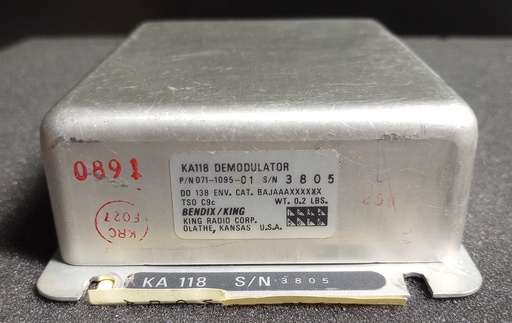 0891
KA118 DEMODULATOR
P/N 071-1095-01 S/N 3805
DO 138 ENV. CAT. BAJAAAXXXXXX
TSO C9c WT. 0.2 LBS.
BENDIX/KING
KING RADIO CORP.
OLATHE, KANSAS U.S.A.
KRC
F027
KA 118 S/N 3805